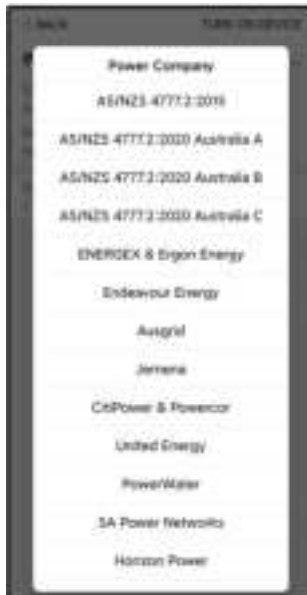 BACK
Power Company
AS/NZS 4777.2:2015
AS/NZS 4777.2:2020 Australia A
AS/NZS 4777.2:2020 Australia B
AS/NZS 4777.2:2020 Australia C
ENERGEX & Ergon Energy
Endeavour Energy
Ausgrid
Jemena
CitiPower & Powercor
United Energy
PowerWater
SA Power Networks
Horizon Power